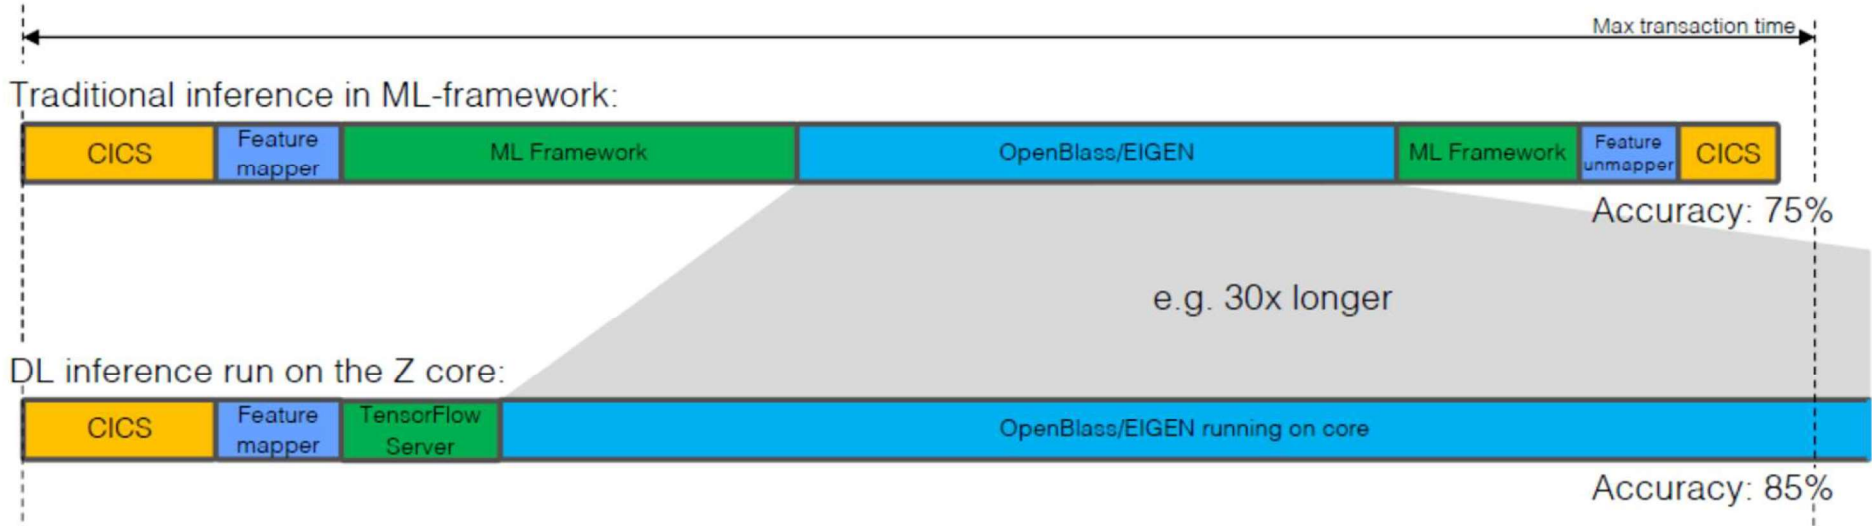 Max transaction time
Traditional inference in ML-framework:
CICS
Feature
mapper
ML Framework
OpenBlass/EIGEN
ML Framework
Feature
unmapper
CICS
Accuracy: 75%
e.g. 30x longer
DL inference run on the Z core:
CICS
Feature
mapper
TensorFlow
Server
OpenBlass/EIGEN running on core
Accuracy: 85%